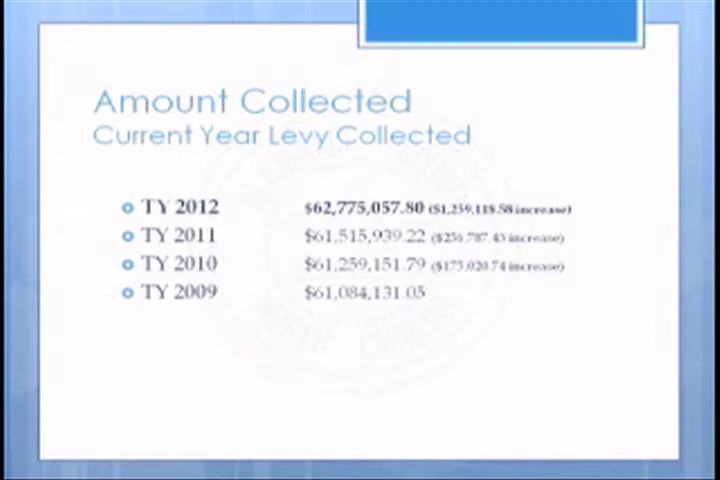 Amount Collected
Current Year Levy Collected
TY 2012 $62,775,057.80 ($1,259,118.58 increase)
TY 2011 $61,515,939.22 ($256,787.43 increase)
TY 2010 $61,259,151.79 ($175,020.74 increase)
TY 2009 $61,084,131.05